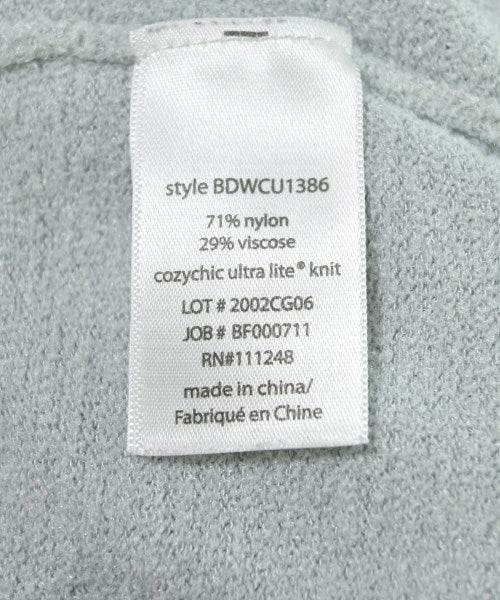 style BDWCU1386
71% nylon
29% viscose
cozychic ultra lite® knit
LOT # 2002CG06
JOB # BF000711
RN#111248
made in china/
Fabriqué en Chine